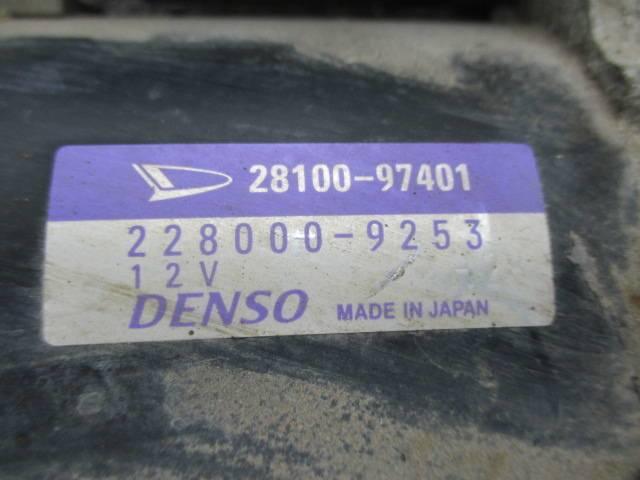 28100-97401
228000-9253
12V
DENSO MADE IN JAPAN